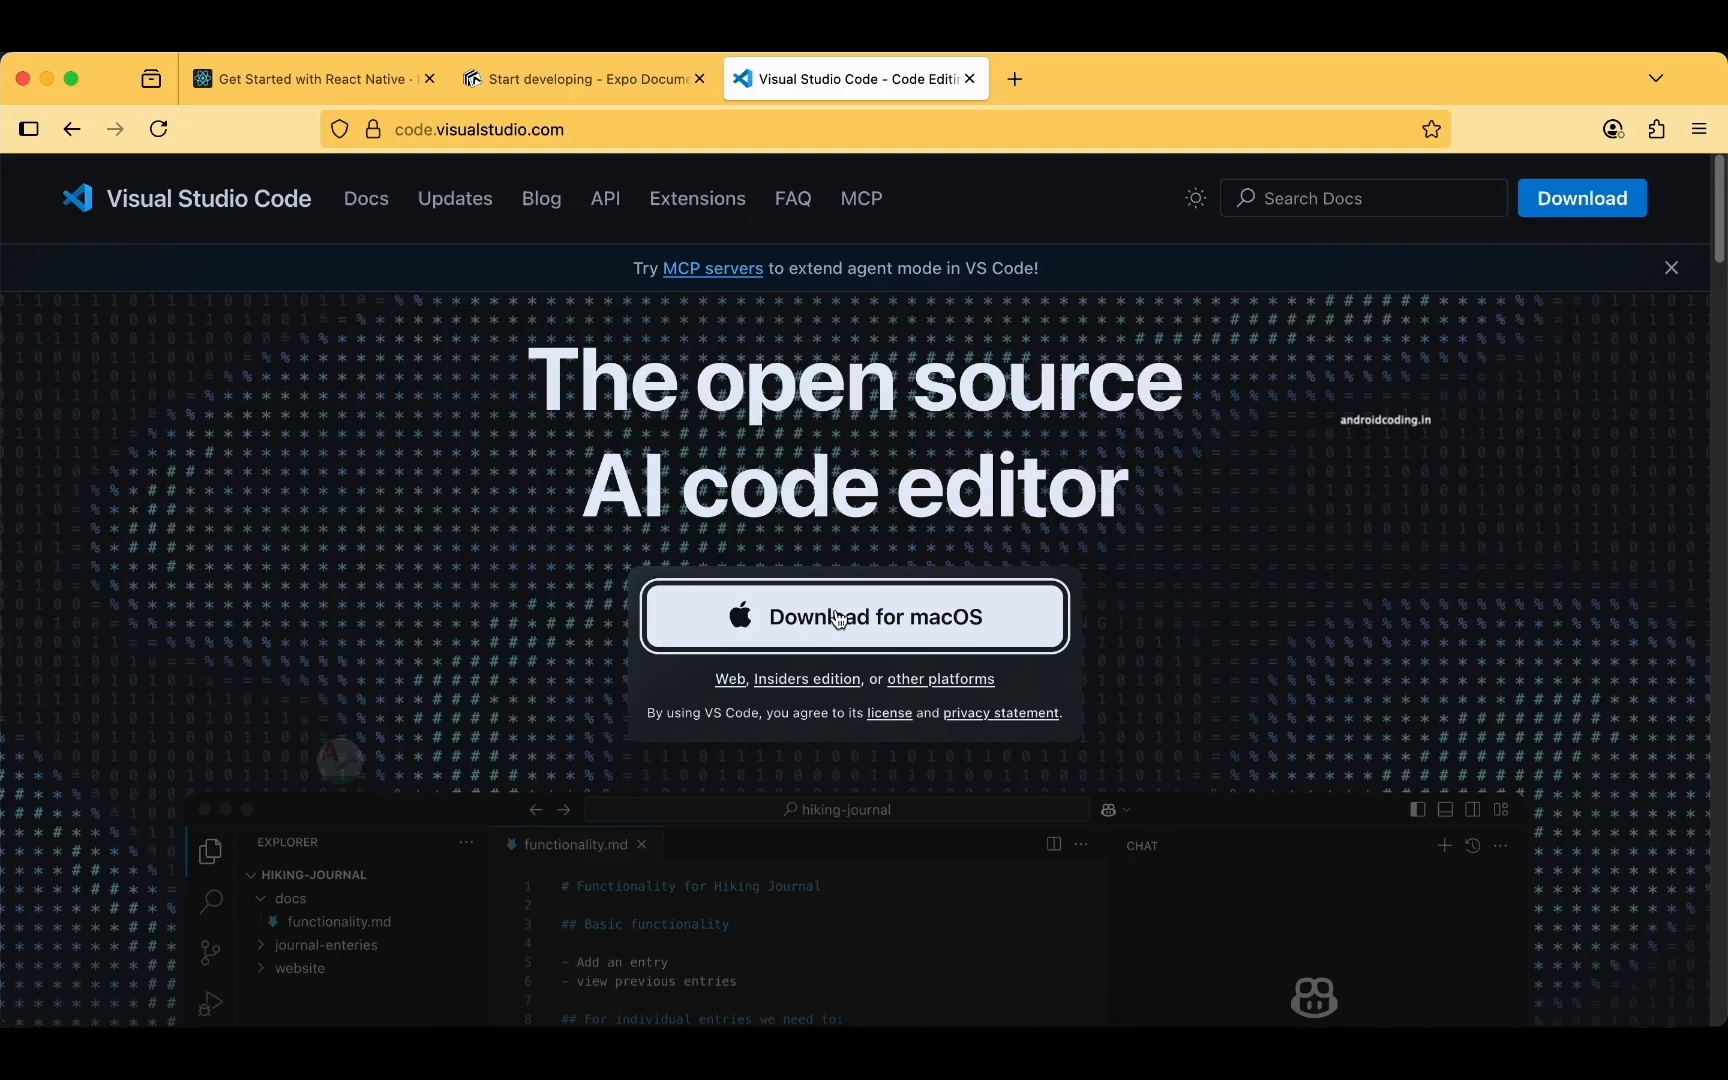 Get Started with React Native ·
Start developing - Expo Docume
Visual Studio Code - Code Editi
code.visualstudio.com
Visual Studio Code
Docs
Updates
Blog
API
Extensions
FAQ
MCP
Search Docs
Download
Try MCP servers to extend agent mode in VS Code!
The open source
AI code editor
androidcoding.in
Download for macOS
Web, Insiders edition, or other platforms
By using VS Code, you agree to its license and privacy statement.
hiking-journal
EXPLORER
HIKING-JOURNAL
docs
functionality.md
journal-enteries
website
functionality.md
1 # Functionality for Hiking Journal
2
3 ## Basic functionality
4
5 - Add an entry
6 - view previous entries
7
8 ## For individual entries we need to:
CHAT